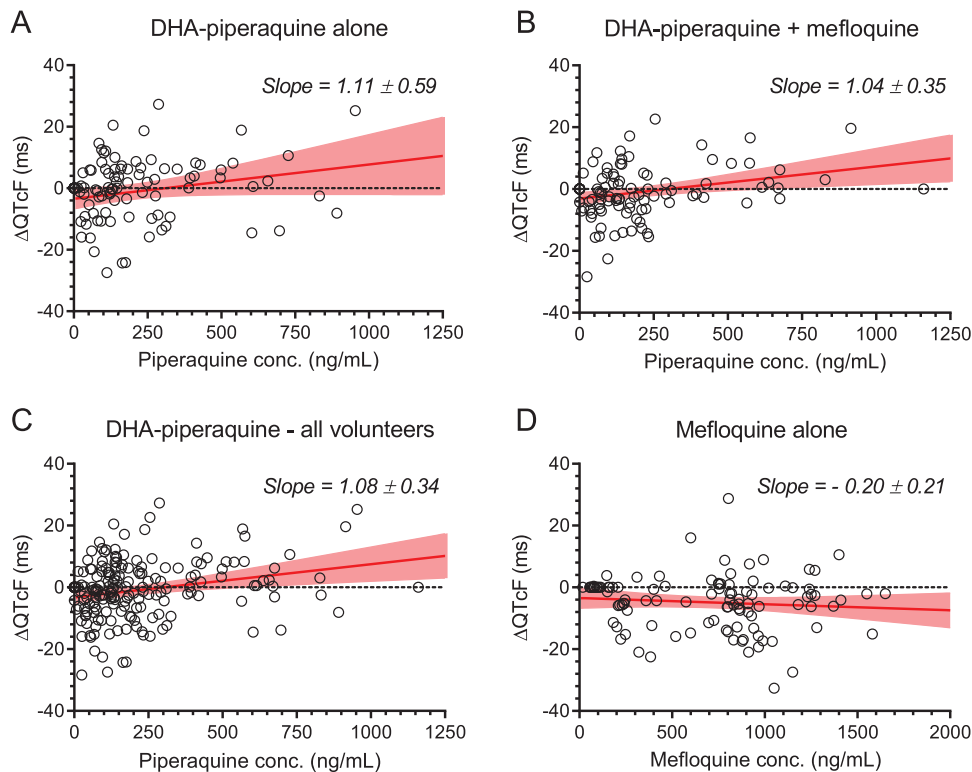 A
DHA-piperaquine alone
Slope = 1.11 ± 0.59
40
20
0
-20
-40
ΔQTcF (ms)
0 250 500 750 1000 1250
Piperaquine conc. (ng/mL)
B
DHA-piperaquine + mefloquine
Slope = 1.04 ± 0.35
40
20
0
-20
-40
ΔQTcF (ms)
0 250 500 750 1000 1250
Piperaquine conc. (ng/mL)
C
DHA-piperaquine - all volunteers
Slope = 1.08 ± 0.34
40
20
0
-20
-40
ΔQTcF (ms)
0 250 500 750 1000 1250
Piperaquine conc. (ng/mL)
D
Mefloquine alone
Slope = - 0.20 ± 0.21
40
20
0
-20
-40
ΔQTcF (ms)
0 500 1000 1500 2000
Mefloquine conc. (ng/mL)